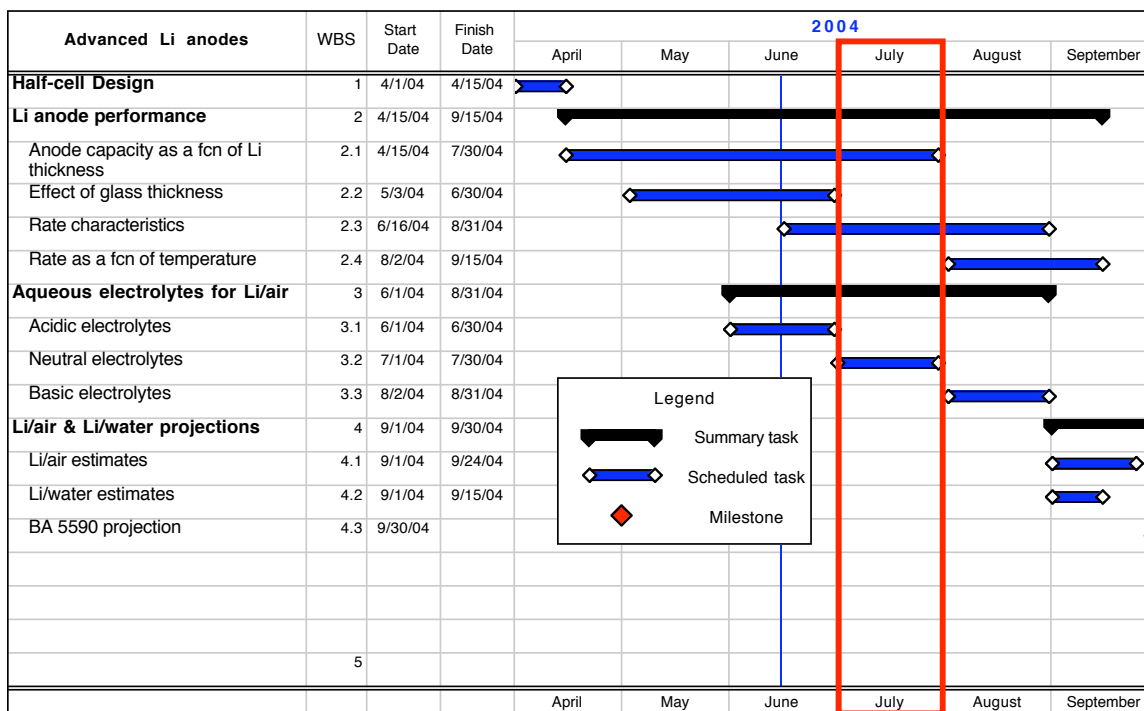 Advanced Li anodes WBS Start Date Finish Date 2004
April May June July August September
Half-cell Design 1 4/1/04 4/15/04
Li anode performance 2 4/15/04 9/15/04
Anode capacity as a fcn of Li 2.1 4/15/04 7/30/04
thickness
Effect of glass thickness 2.2 5/3/04 6/30/04
Rate characteristics 2.3 6/16/04 8/31/04
Rate as a fcn of temperature 2.4 8/2/04 9/15/04
Aqueous electrolytes for Li/air 3 6/1/04 8/31/04
Acidic electrolytes 3.1 6/1/04 6/30/04
Neutral electrolytes 3.2 7/1/04 7/30/04
Basic electrolytes 3.3 8/2/04 8/31/04
Li/air & Li/water projections 4 9/1/04 9/30/04
Li/air estimates 4.1 9/1/04 9/24/04
Li/water estimates 4.2 9/1/04 9/15/04
BA 5590 projection 4.3 9/30/04
5
Legend
Summary task
Scheduled task
Milestone
April May June July August September